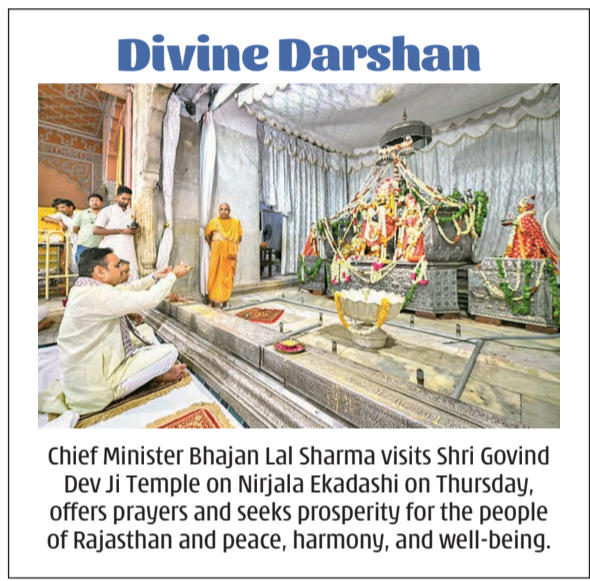 Divine Darshan
Chief Minister Bhajan Lal Sharma visits Shri Govind
Dev Ji Temple on Nirjala Ekadashi on Thursday,
offers prayers and seeks prosperity for the people
of Rajasthan and peace, harmony, and well-being.